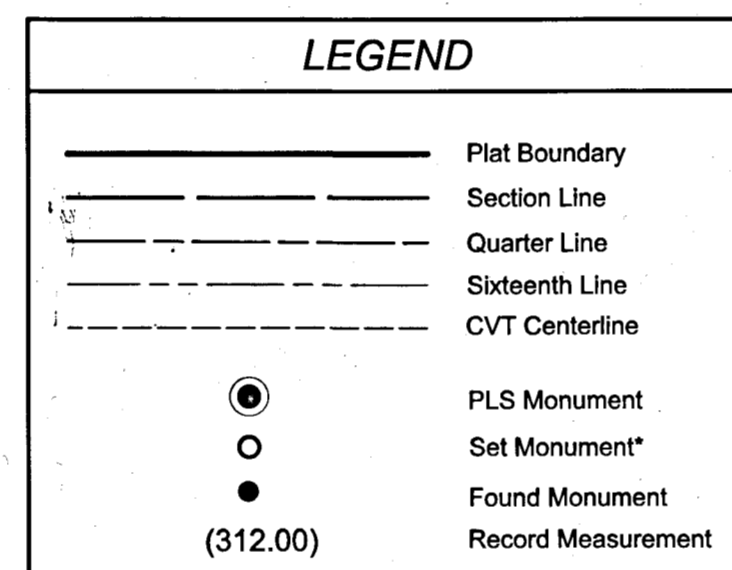 LEGEND
Plat Boundary
Section Line
Quarter Line
Sixteenth Line
CVT Centerline
PLS Monument
Set Monument*
Found Monument
(312.00) Record Measurement